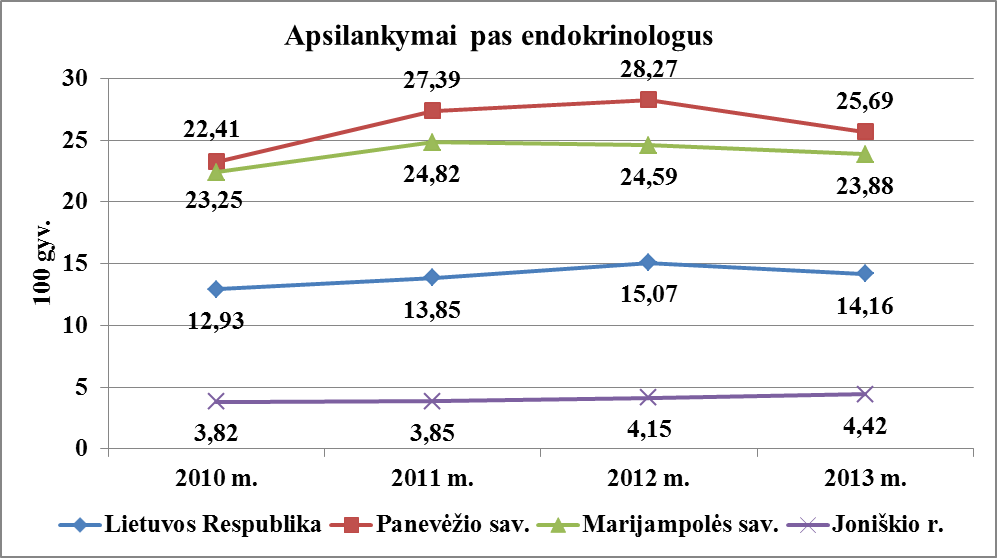 Apsilankymai pas endokrinologus
100 gyv.
30
25
20
15
10
5
0
22,41
27,39
28,27
25,69
23,25
24,82
24,59
23,88
12,93
13,85
15,07
14,16
3,82
3,85
4,15
4,42
2010 m.
2011 m.
2012 m.
2013 m.
Lietuvos Respublika
Panevėžio sav.
Marijampolės sav.
Joniškio r.